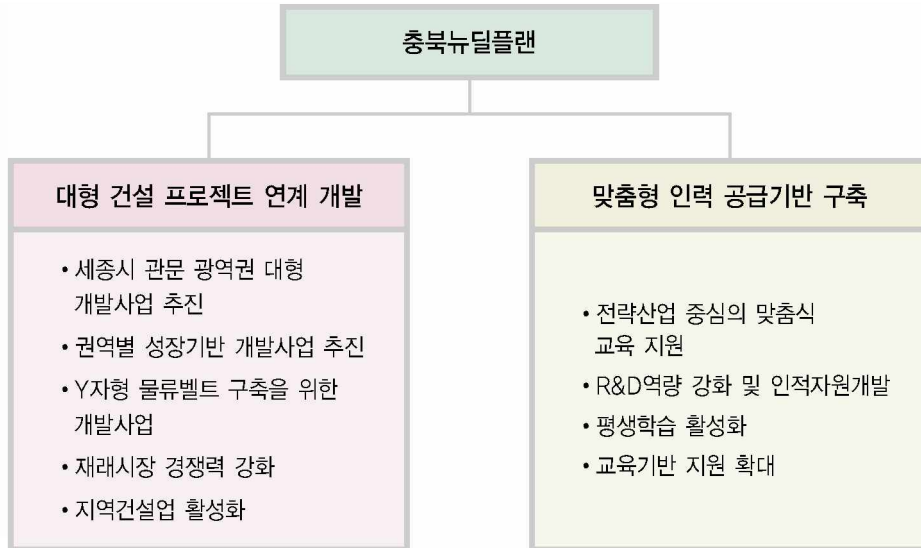 충북뉴딜플랜
대형 건설 프로젝트 연계 개발
• 세종시 관문 광역권 대형
개발사업 추진
• 권역별 성장기반 개발사업 추진
• Y자형 물류벨트 구축을 위한
개발사업
• 재래시장 경쟁력 강화
• 지역건설업 활성화
맞춤형 인력 공급기반 구축
• 전략산업 중심의 맞춤식
교육 지원
• R&D역량 강화 및 인적자원개발
• 평생학습 활성화
• 교육기반 지원 확대